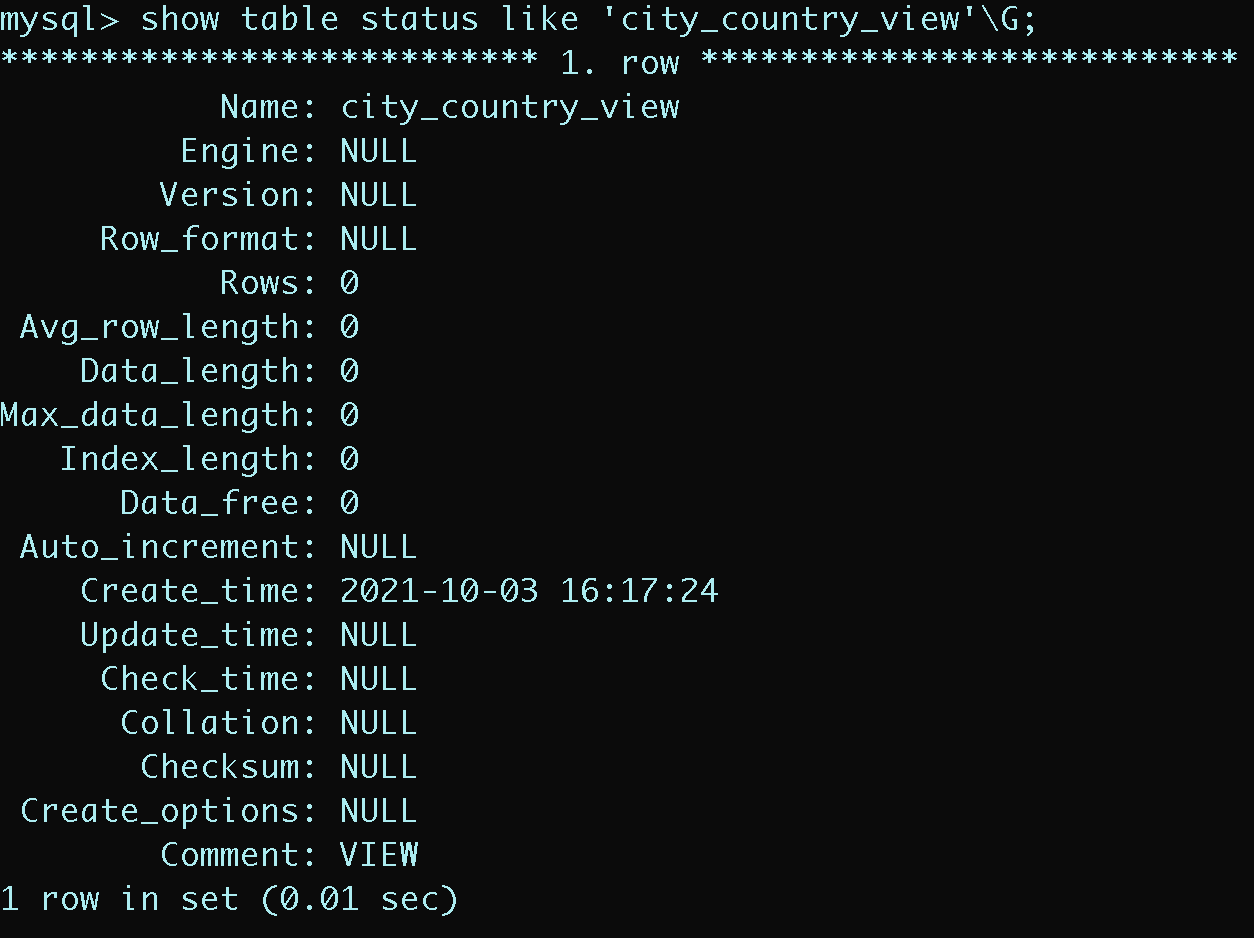 mysql> show table status like 'city_country_view'\G;
*************************** 1. row ***************************
           Name: city_country_view
         Engine: NULL
        Version: NULL
     Row_format: NULL
           Rows: 0
 Avg_row_length: 0
    Data_length: 0
Max_data_length: 0
   Index_length: 0
      Data_free: 0
 Auto_increment: NULL
    Create_time: 2021-10-03 16:17:24
    Update_time: NULL
     Check_time: NULL
      Collation: NULL
       Checksum: NULL
 Create_options: NULL
        Comment: VIEW
1 row in set (0.01 sec)